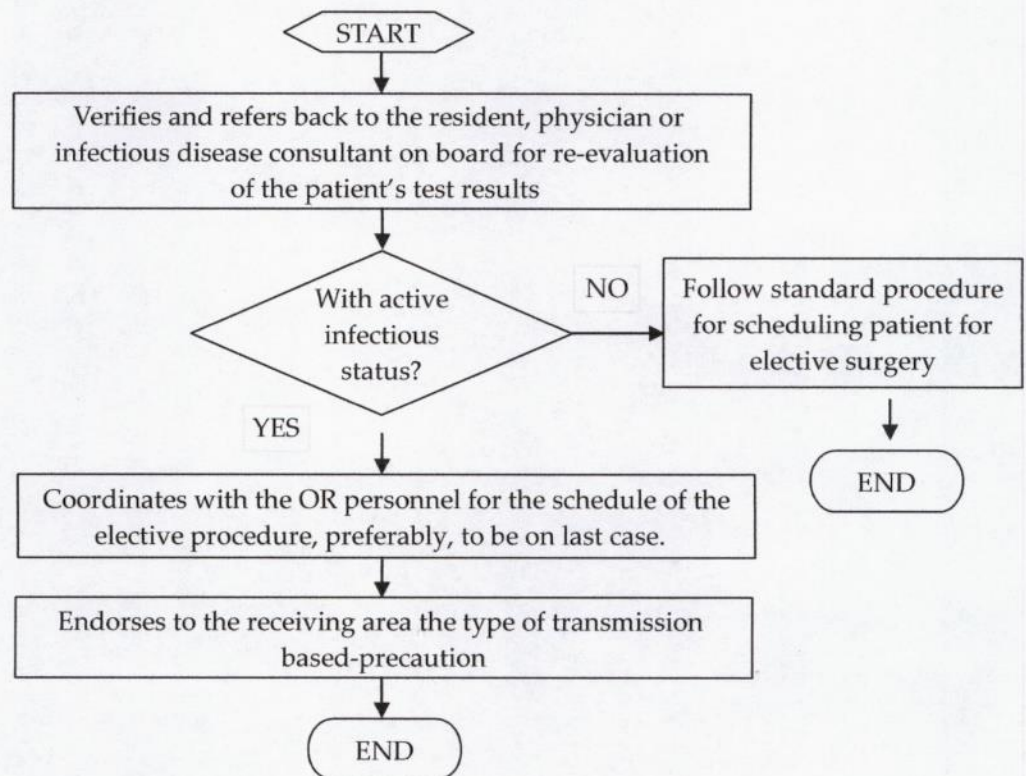 START
Verifies and refers back to the resident, physician or
infectious disease consultant on board for re-evaluation
of the patient's test results
With active
infectious
status?
NO
Follow standard procedure
for scheduling patient for
elective surgery
END
YES
Coordinates with the OR personnel for the schedule of the
elective procedure, preferably, to be on last case.
Endorses to the receiving area the type of transmission
based-precaution
END